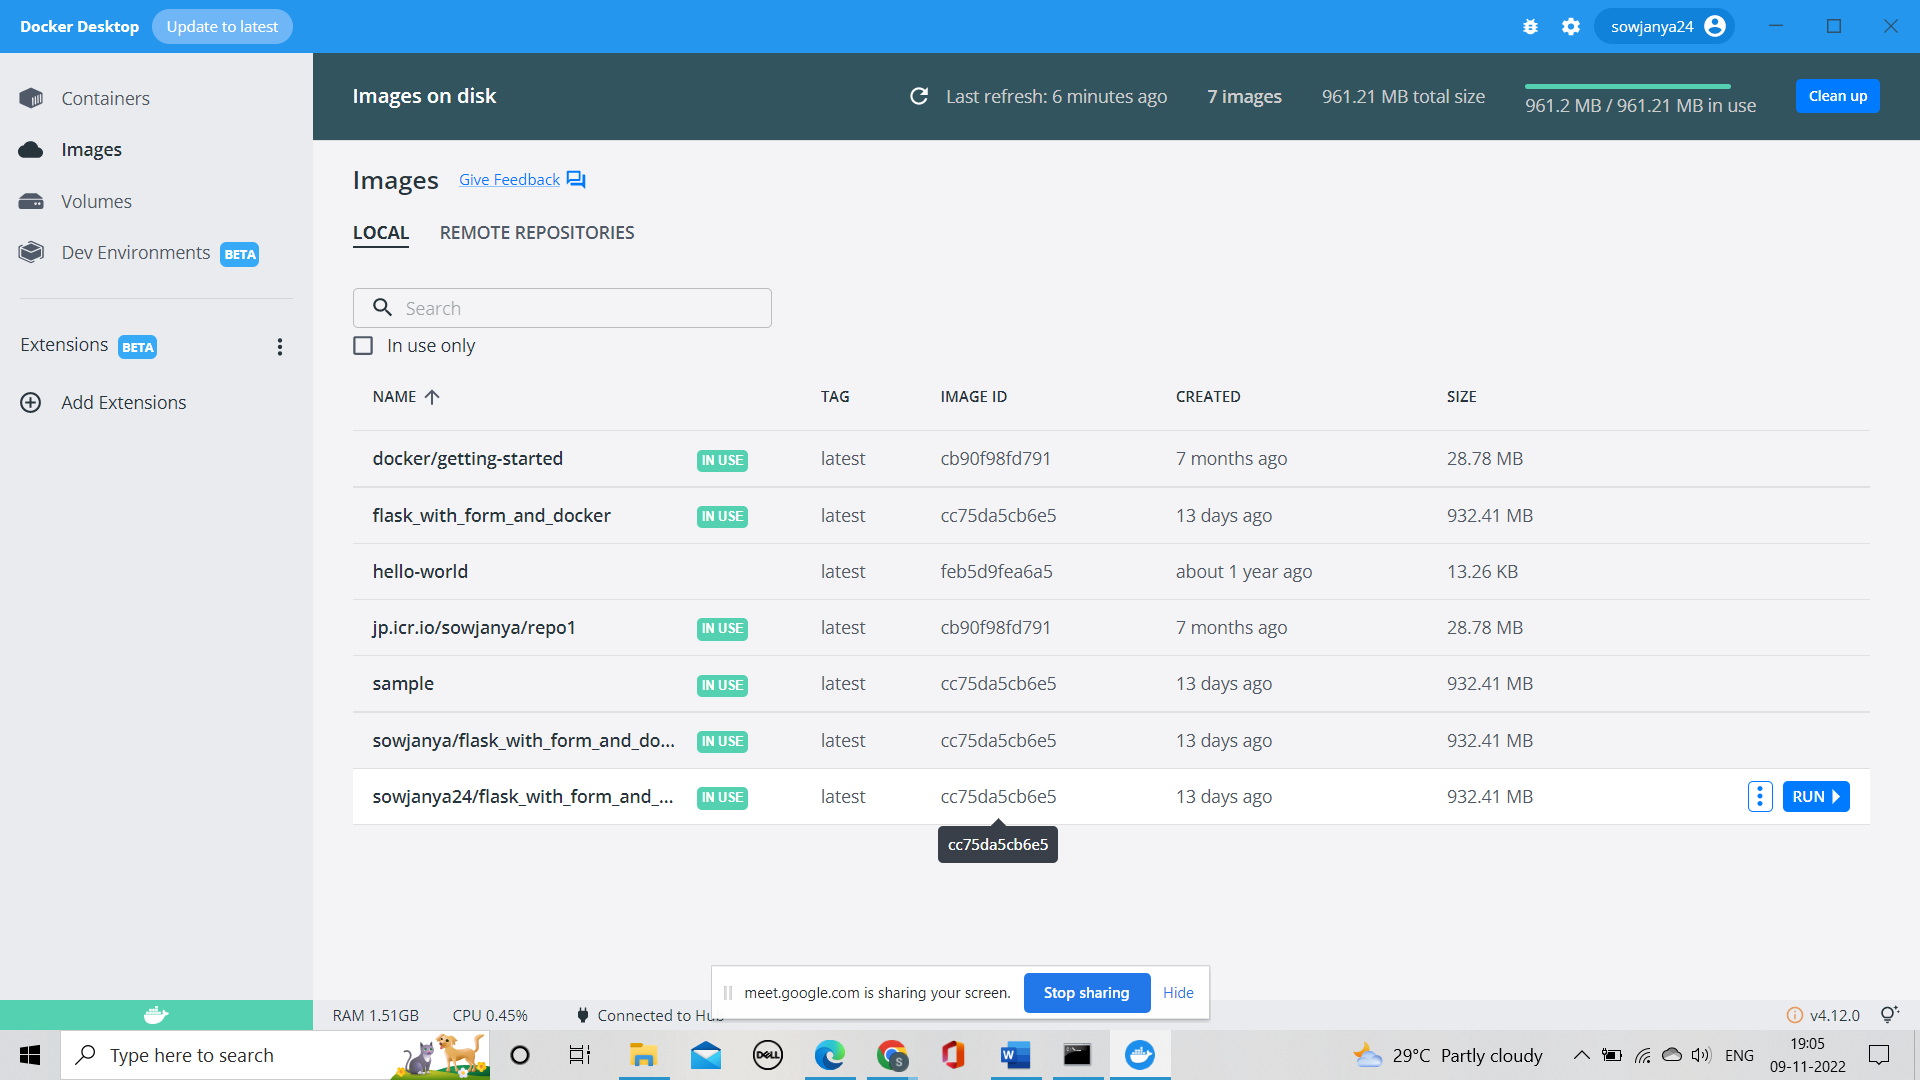 Docker Desktop Update to latest sowjanya24
Containers
Images
Volumes
Dev Environments BETA
Extensions BETA
Add Extensions
Images on disk Last refresh: 6 minutes ago 7 images 961.21 MB total size 961.2 MB / 961.21 MB in use Clean up
Images Give Feedback
LOCAL REMOTE REPOSITORIES
Search
In use only
NAME TAG IMAGE ID CREATED SIZE
docker/getting-started IN USE latest cb90f98fd791 7 months ago 28.78 MB
flask_with_form_and_docker IN USE latest cc75da5cb6e5 13 days ago 932.41 MB
hello-world latest feb5d9fea6a5 about 1 year ago 13.26 KB
jp.icr.io/sowjanya/repo1 IN USE latest cb90f98fd791 7 months ago 28.78 MB
sample IN USE latest cc75da5cb6e5 13 days ago 932.41 MB
sowjanya/flask_with_form_and_do... IN USE latest cc75da5cb6e5 13 days ago 932.41 MB
sowjanya24/flask_with_form_and_... IN USE latest cc75da5cb6e5 13 days ago 932.41 MB RUN
cc75da5cb6e5
meet.google.com is sharing your screen. Stop sharing Hide
RAM 1.51GB CPU 0.45% Connected to Hub v4.12.0
Type here to search DELL S W 29°C Partly cloudy ENG 19:05
09-11-2022